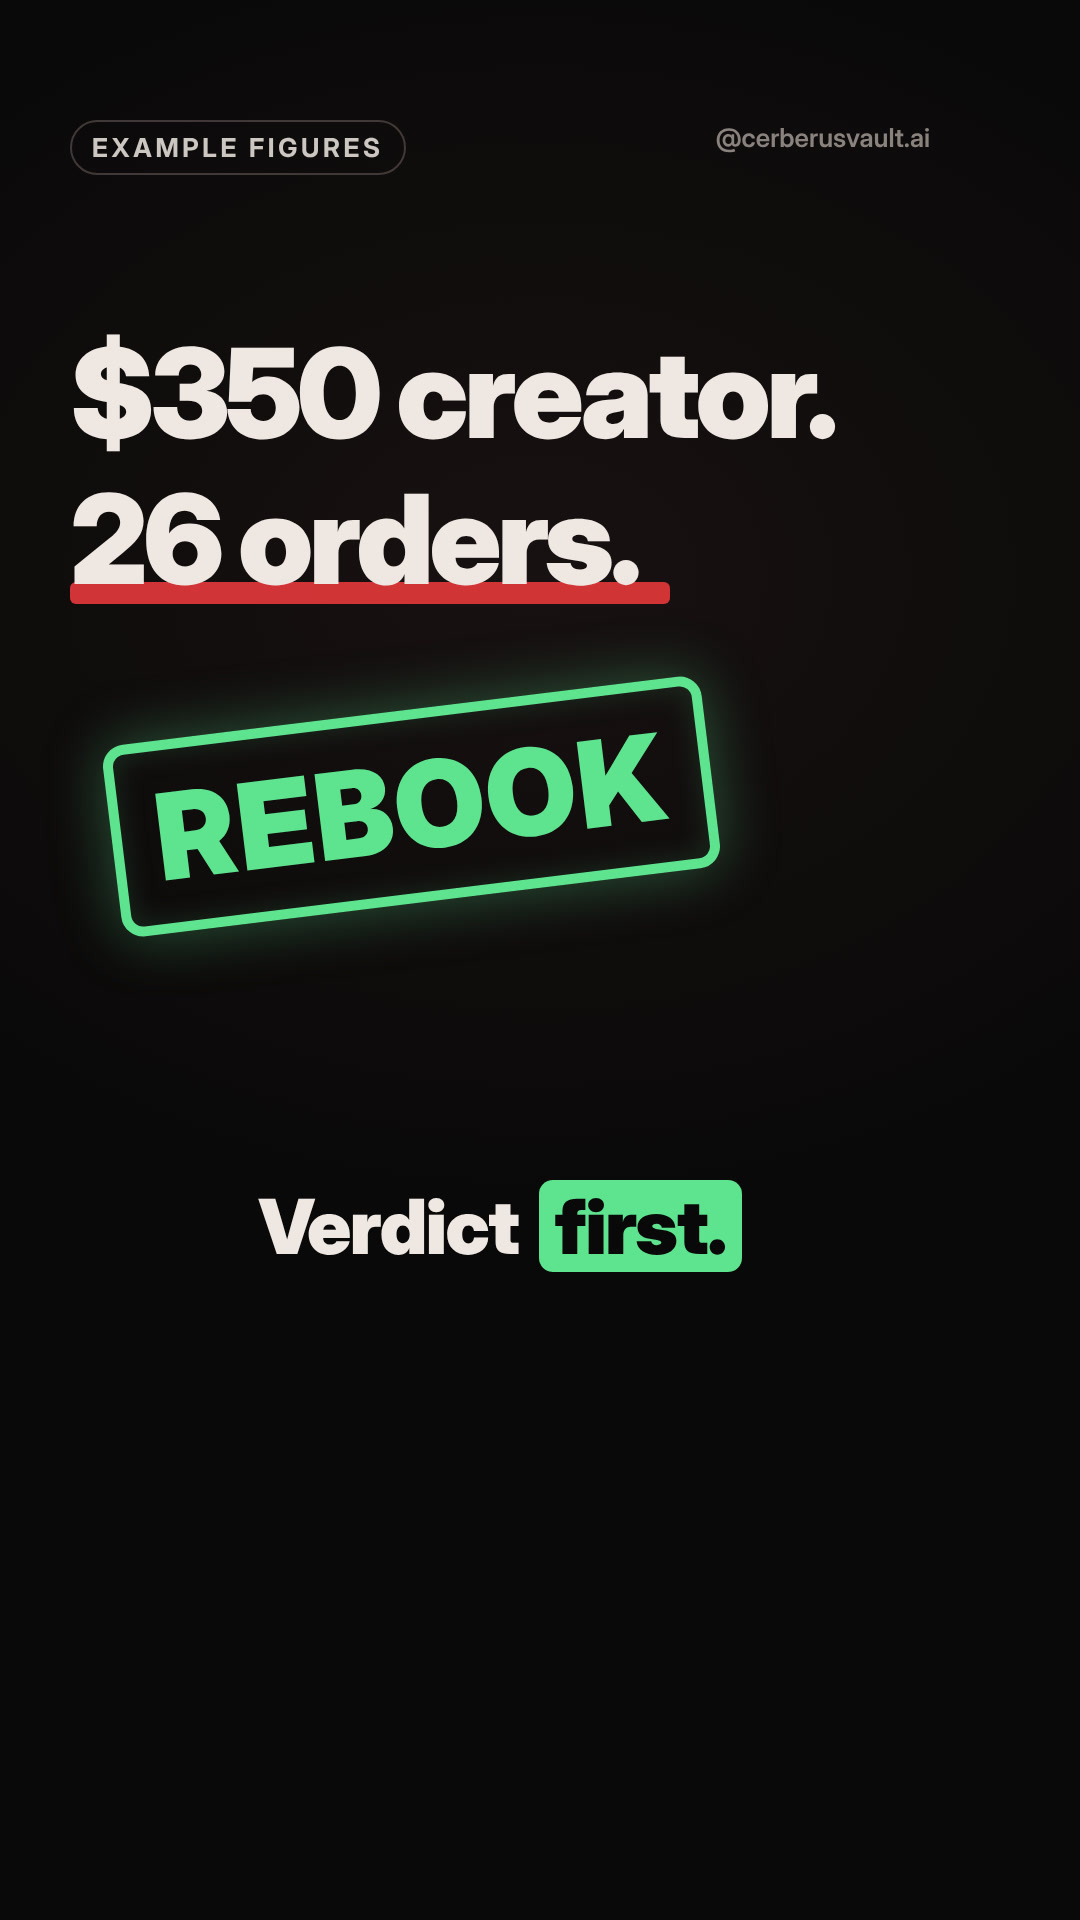 EXAMPLE FIGURES
@cerberusvault.ai
$350 creator.
26 orders.
REBOOK
Verdict first.